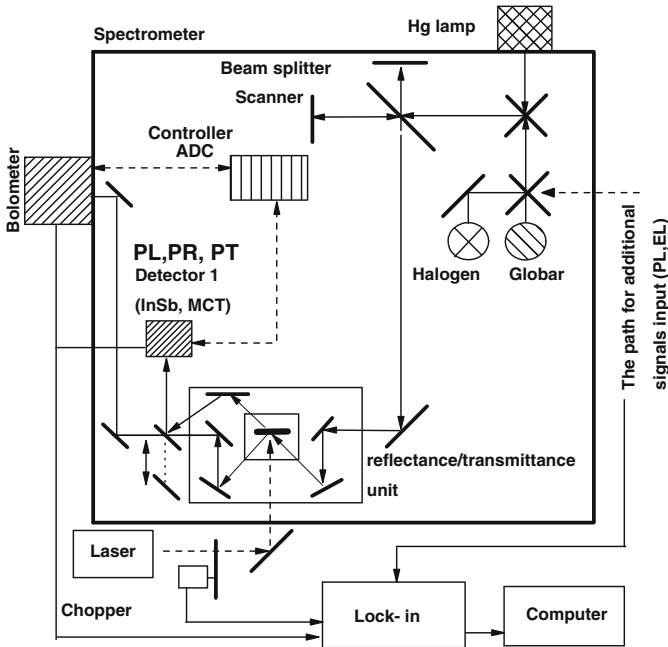 Hg lamp
Spectrometer
Beam splitter
Scanner
Controller
ADC
Bolometer
PL,PR, PT
Detector 1
(InSb, MCT)
Halogen
Globar
The path for additional
signals input (PL,EL)
reflectance/transmittance
unit
Laser
Chopper
Lock- in
Computer